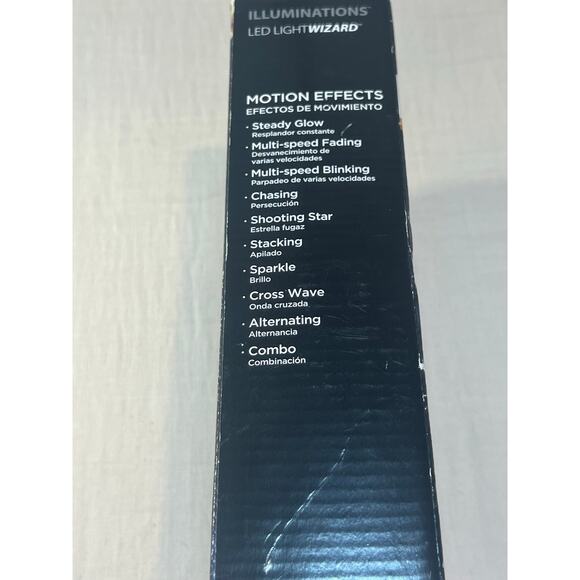 ILLUMINATIONS™
LED LIGHTWIZARD™
MOTION EFFECTS
EFECTOS DE MOVIMIENTO
· Steady Glow
Resplandor constante
· Multi-speed Fading
Desvanecimiento de
varias velocidades
· Multi-speed Blinking
Parpadeo de varias velocidades
· Chasing
Persecución
· Shooting Star
Estrella fugaz
· Stacking
Apilado
· Sparkle
Brillo
· Cross Wave
Onda cruzada
· Alternating
Alternancia
· Combo
Combinación